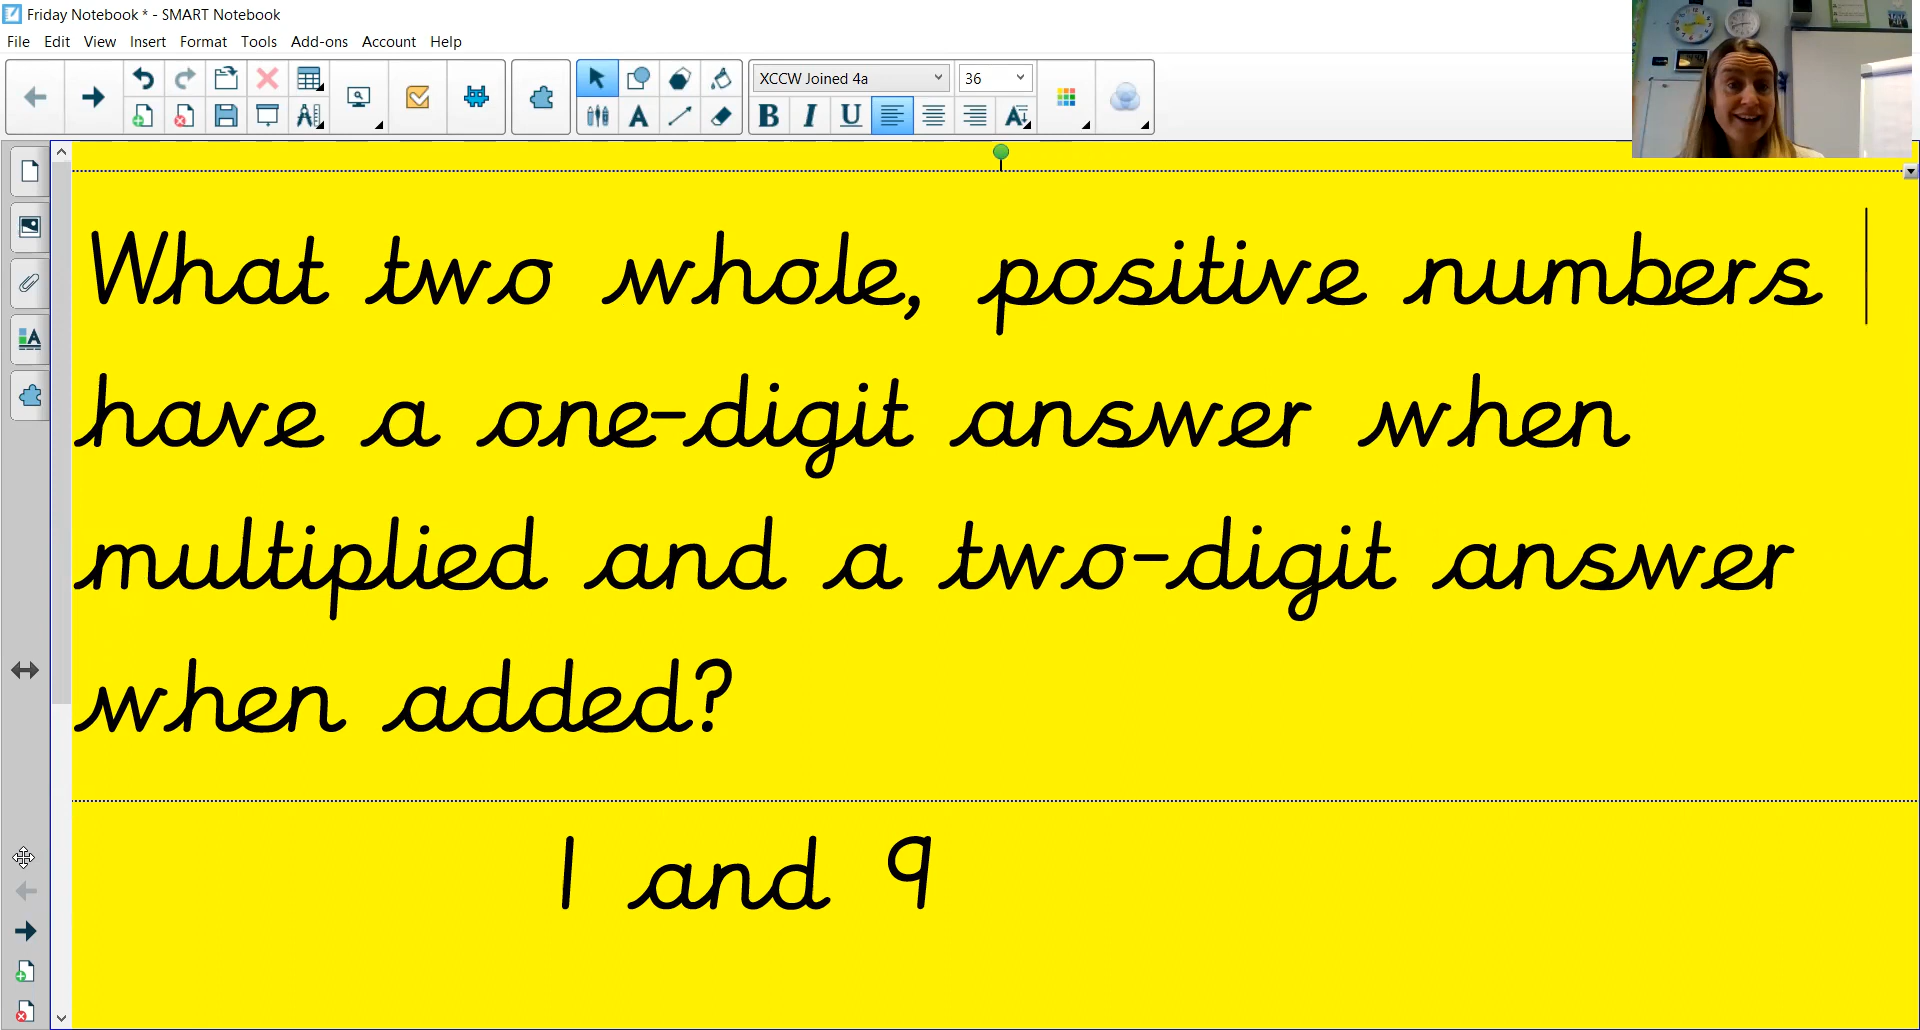 Friday Notebook * - SMART Notebook
File Edit View Insert Format Tools Add-ons Account Help
XCCW Joined 4a 36
B I U A
A
What two whole, positive numbers
have a one-digit answer when
multiplied and a two-digit answer
when added?
1 and 9